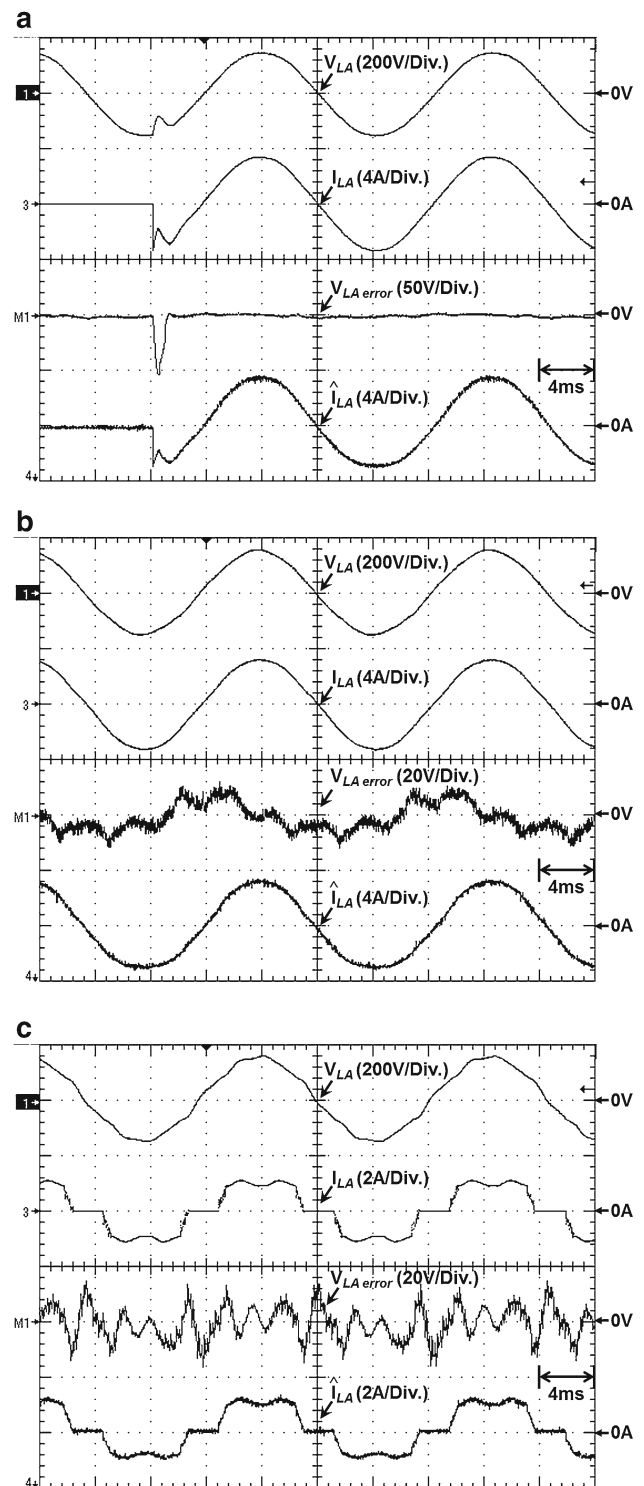 a
V_LA (200V/Div.)
1 0V
I_LA (4A/Div.)
3 0A
V_LA error (50V/Div.)
M1 0V
4ms
Î_LA (4A/Div.)
0A
4
b
V_LA (200V/Div.)
1 0V
I_LA (4A/Div.)
3 0A
V_LA error (20V/Div.)
M1 0V
4ms
Î_LA (4A/Div.)
0A
4
c
V_LA (200V/Div.)
1 0V
I_LA (2A/Div.)
3 0A
V_LA error (20V/Div.)
M1 0V
4ms
Î_LA (2A/Div.)
0A
4